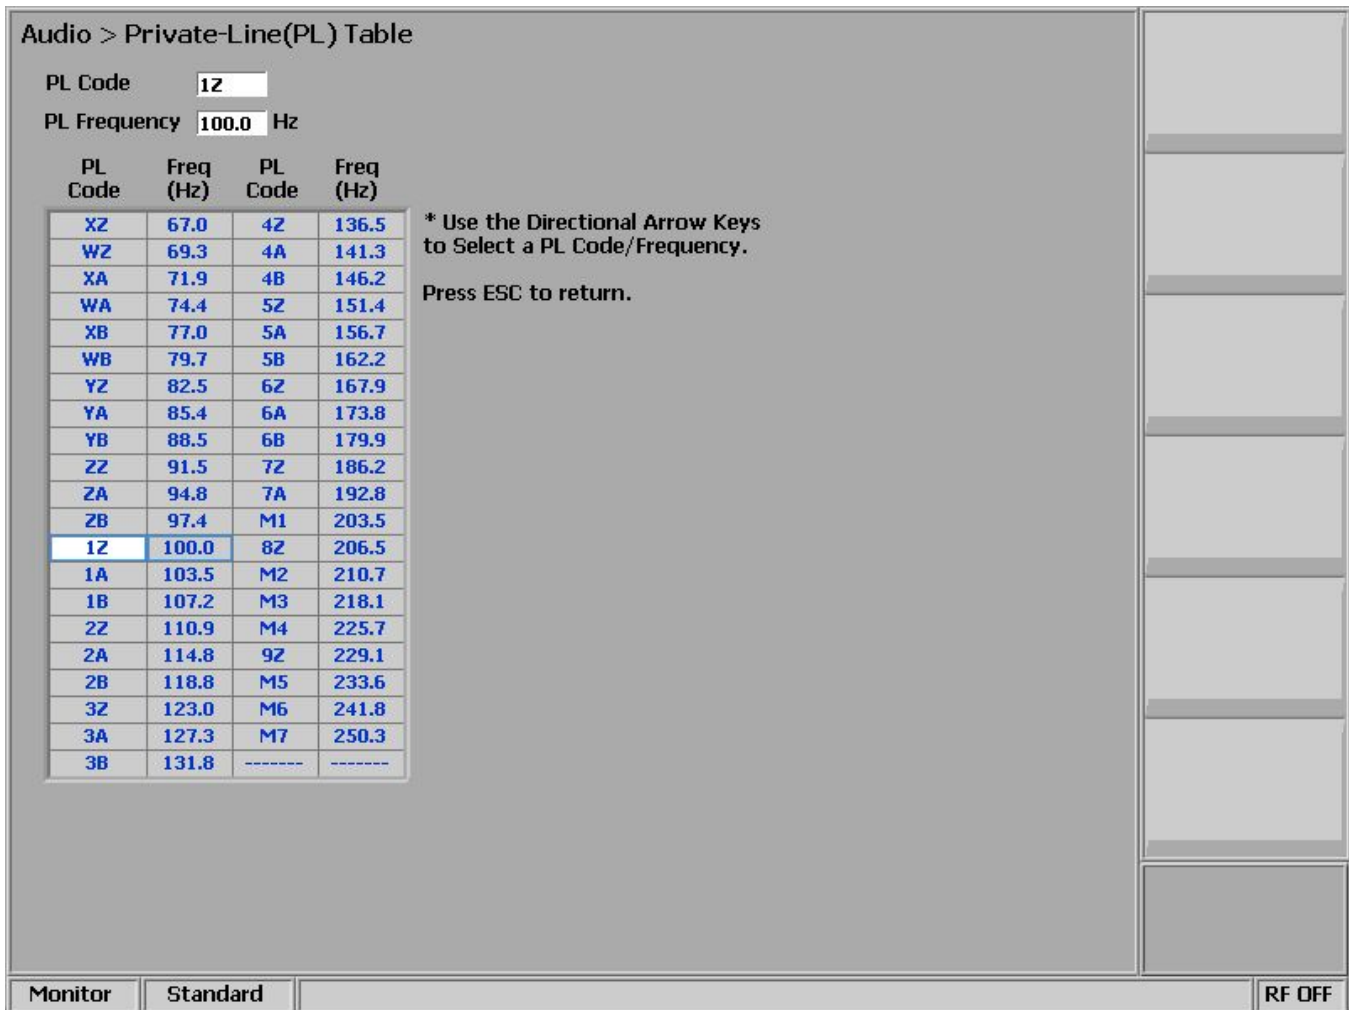 Audio > Private-Line(PL) Table
PL Code 1Z
PL Frequency 100.0 Hz
PL Freq PL Freq
Code (Hz) Code (Hz)
XZ 67.0 4Z 136.5
WZ 69.3 4A 141.3
XA 71.9 4B 146.2
WA 74.4 5Z 151.4
XB 77.0 5A 156.7
WB 79.7 5B 162.2
YZ 82.5 6Z 167.9
YA 85.4 6A 173.8
YB 88.5 6B 179.9
ZZ 91.5 7Z 186.2
ZA 94.8 7A 192.8
ZB 97.4 M1 203.5
1Z 100.0 8Z 206.5
1A 103.5 M2 210.7
1B 107.2 M3 218.1
2Z 110.9 M4 225.7
2A 114.8 9Z 229.1
2B 118.8 M5 233.6
3Z 123.0 M6 241.8
3A 127.3 M7 250.3
3B 131.8 ------- -------
* Use the Directional Arrow Keys
to Select a PL Code/Frequency.
Press ESC to return.
Monitor Standard RF OFF